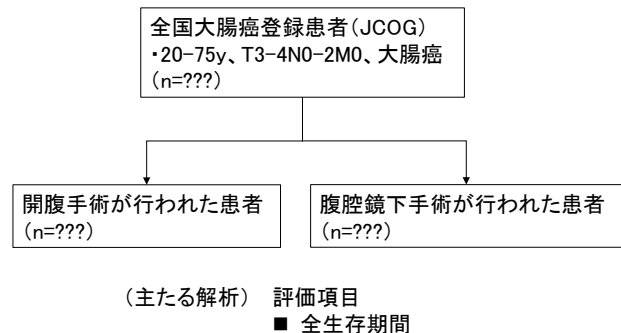 全国大腸癌登録患者(JCOG)
・20-75y、T3-4N0-2M0、大腸癌
(n=???)
開腹手術が行われた患者
(n=???)
腹腔鏡下手術が行われた患者
(n=???)
(主たる解析) 評価項目
■ 全生存期間